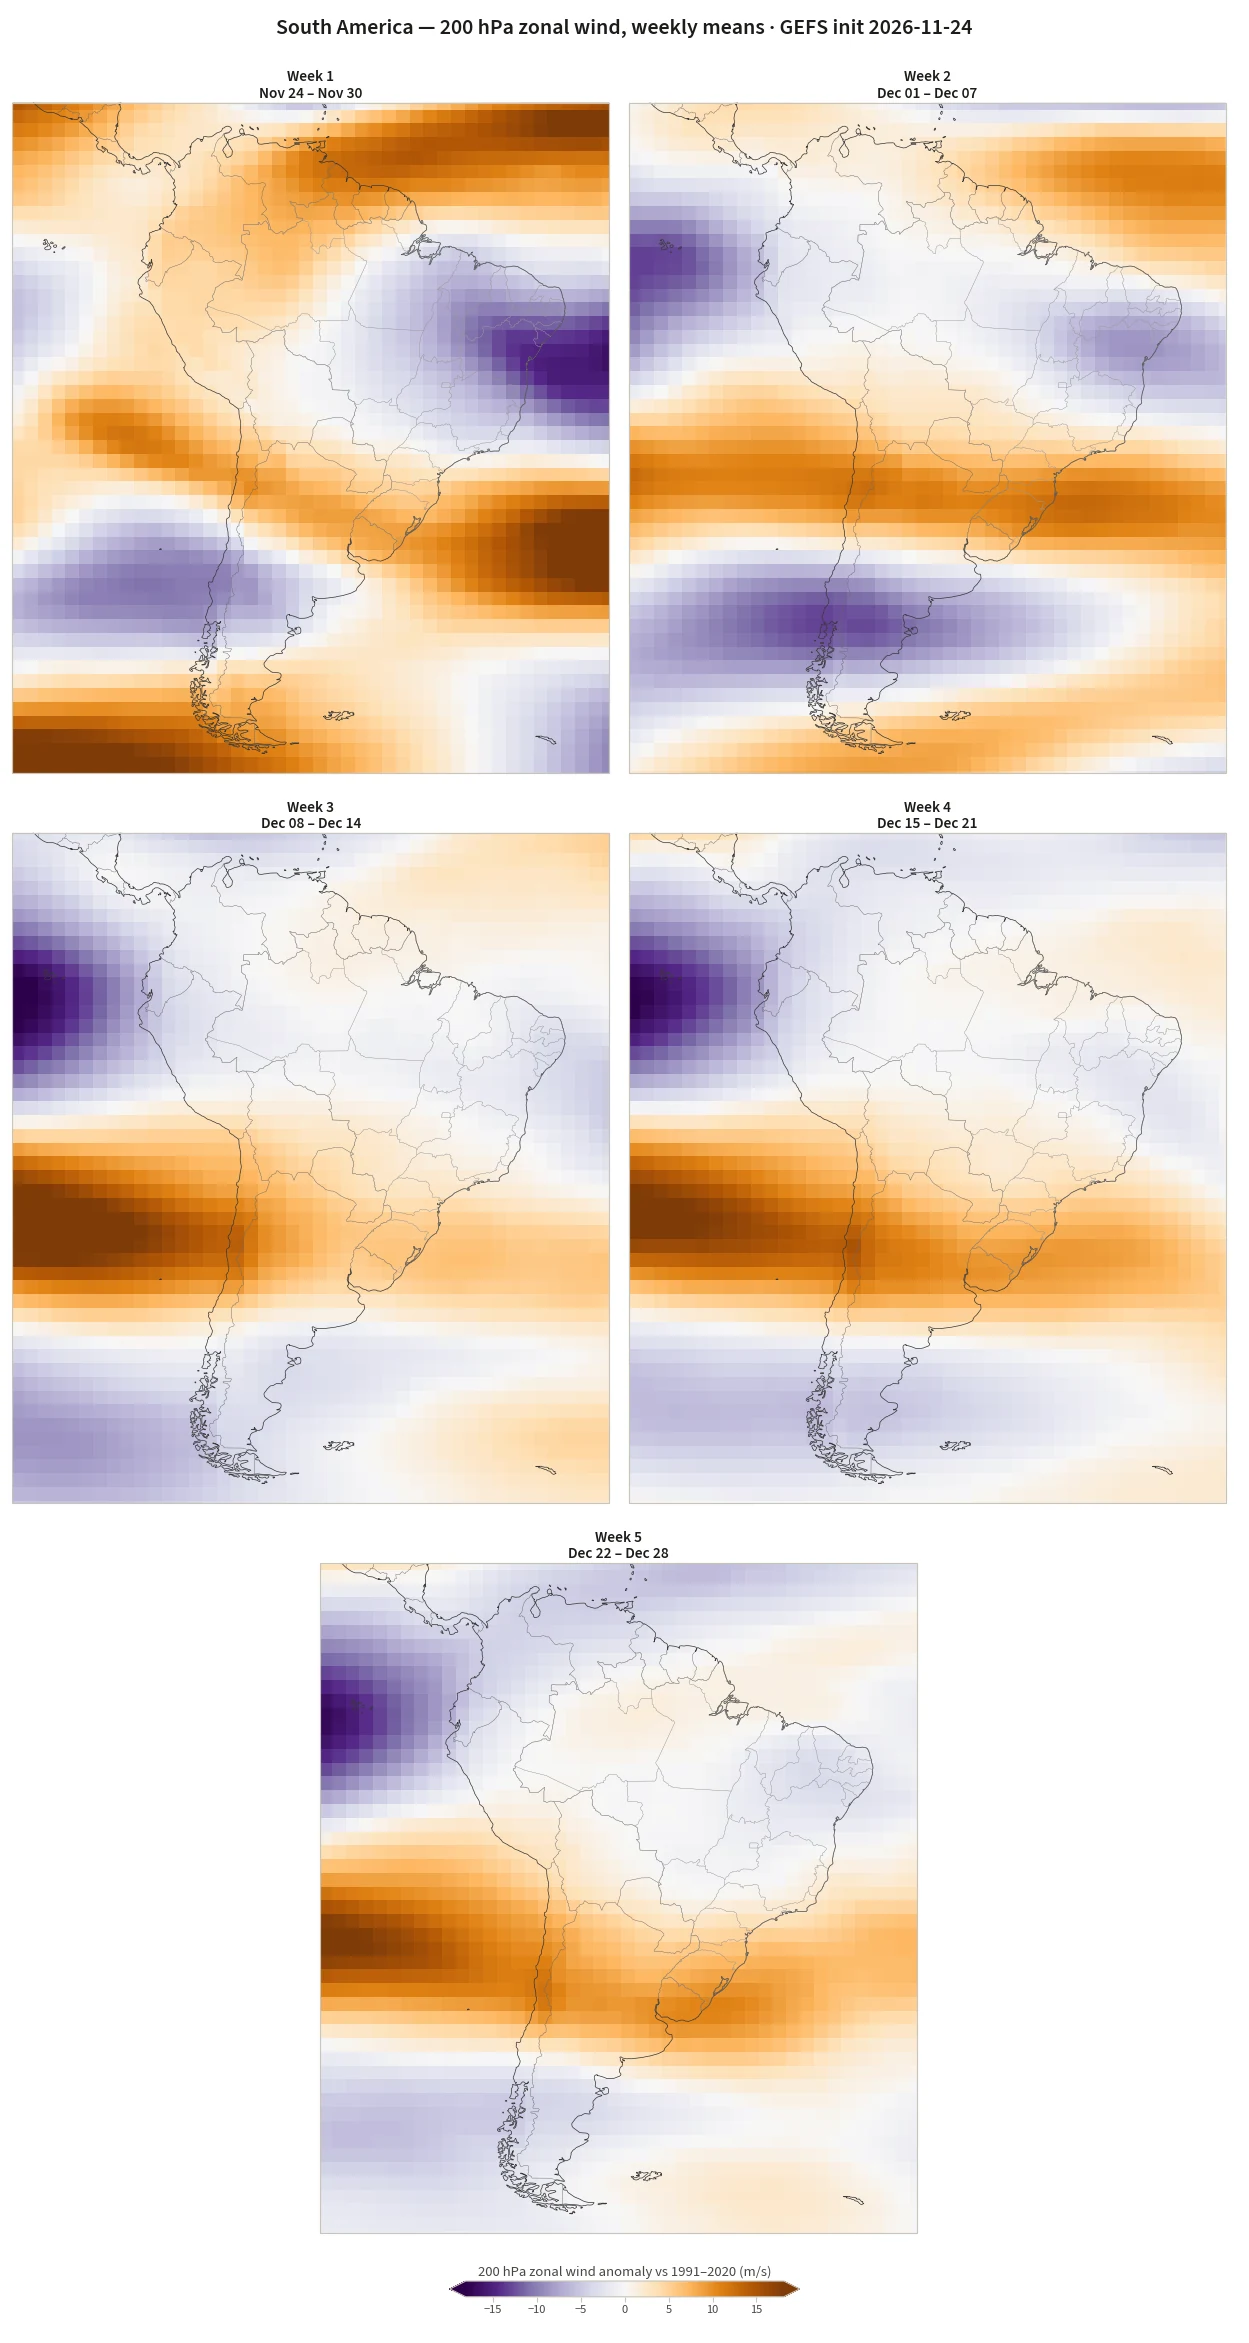 South America — 200 hPa zonal wind, weekly means · GEFS init 2026-11-24
Week 1
Nov 24 – Nov 30
Week 2
Dec 01 – Dec 07
Week 3
Dec 08 – Dec 14
Week 4
Dec 15 – Dec 21
Week 5
Dec 22 – Dec 28
200 hPa zonal wind anomaly vs 1991–2020 (m/s)
−15 −10 −5 0 5 10 15